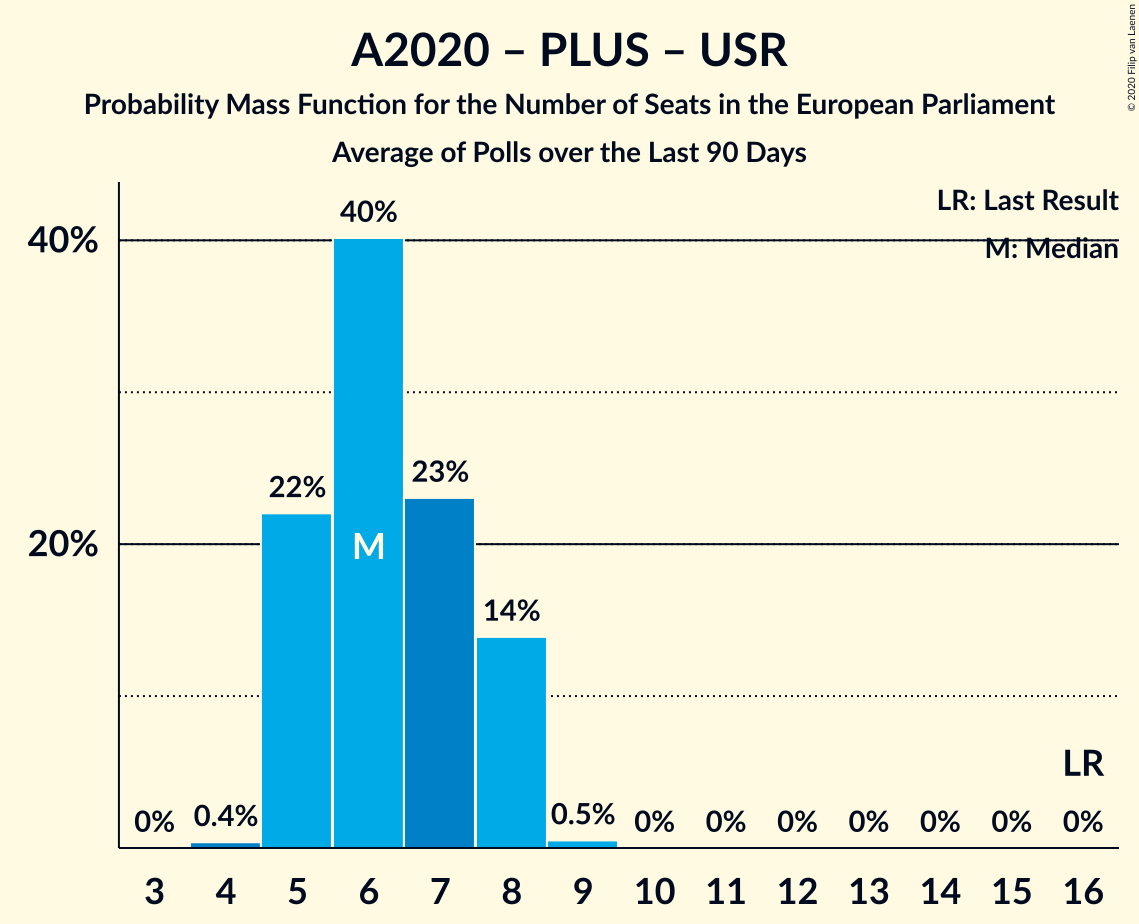 A2020 – PLUS – USR
Probability Mass Function for the Number of Seats in the European Parliament
Average of Polls over the Last 90 Days
© 2020 Filip van Laenen
LR: Last Result
M: Median
40%
20%
0%
0.4%
22%
40%
M
23%
14%
0.5%
0%
0%
0%
0%
0%
0%
LR
0%
3 4 5 6 7 8 9 10 11 12 13 14 15 16